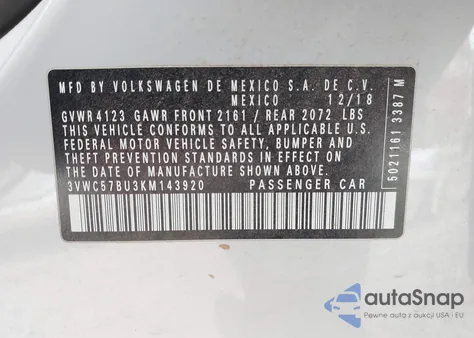 MFD BY VOLKSWAGEN DE MEXICO S.A. DE C.V.
MEXICO 12/18
GVWR 4123 GAWR FRONT 2161 / REAR 2072 LBS
THIS VEHICLE CONFORMS TO ALL APPLICABLE U.S.
FEDERAL MOTOR VEHICLE SAFETY, BUMPER AND
THEFT PREVENTION STANDARDS IN EFFECT ON
THE DATE OF MANUFACTURE SHOWN ABOVE.
3VWC57BU3KM143920 PASSENGER CAR
5021161 3387 M
autoSnap
Pewne auta z aukcji USA i EU